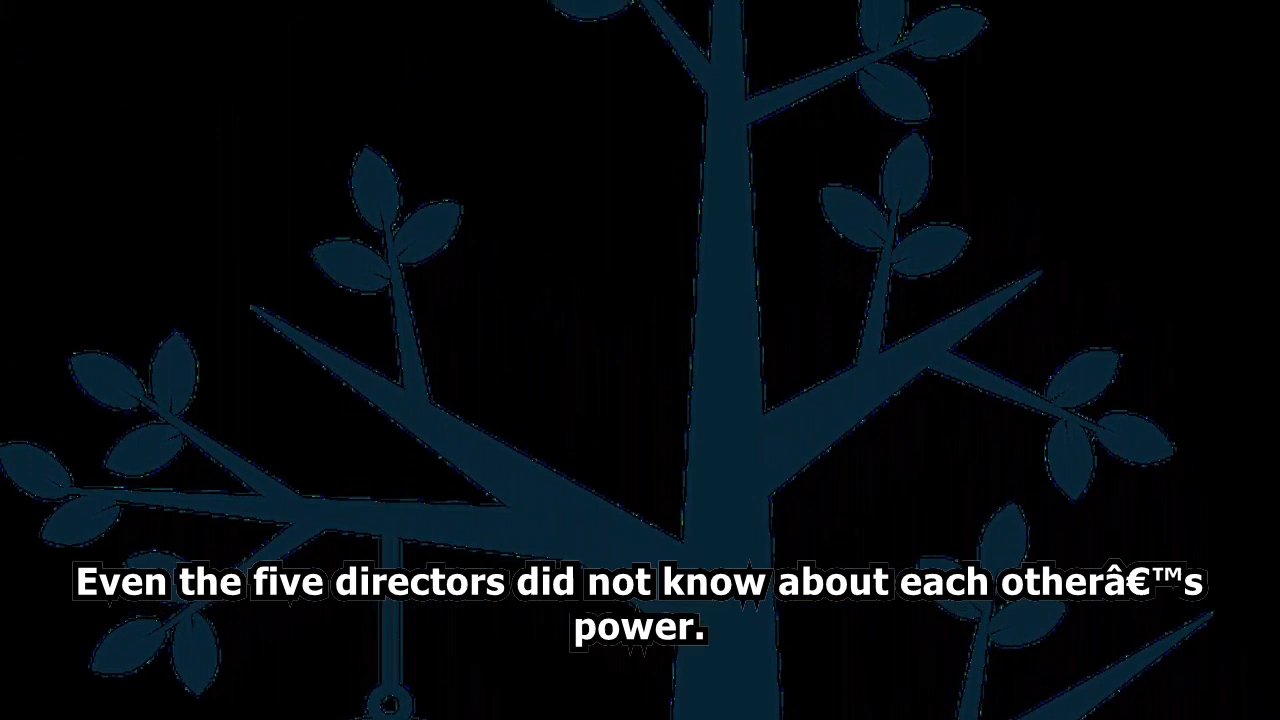 Even the five directors did not know about each otherâ€™s
power.